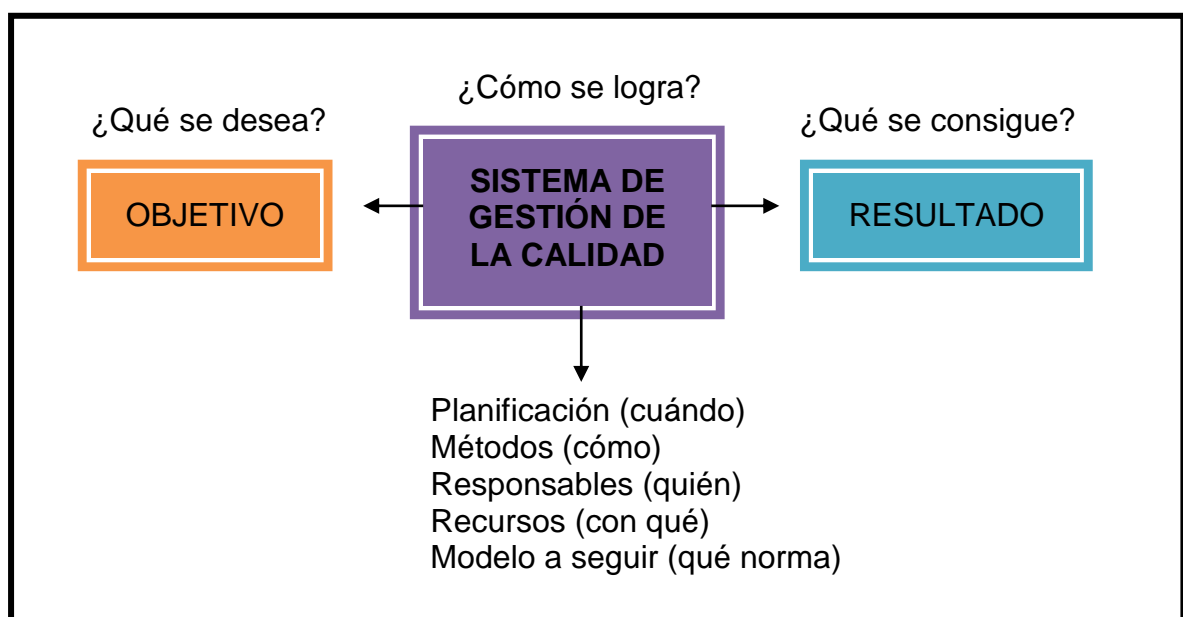 ¿Cómo se logra?
¿Qué se desea?
¿Qué se consigue?
OBJETIVO
SISTEMA DE
GESTIÓN DE
LA CALIDAD
RESULTADO
Planificación (cuándo)
Métodos (cómo)
Responsables (quién)
Recursos (con qué)
Modelo a seguir (qué norma)